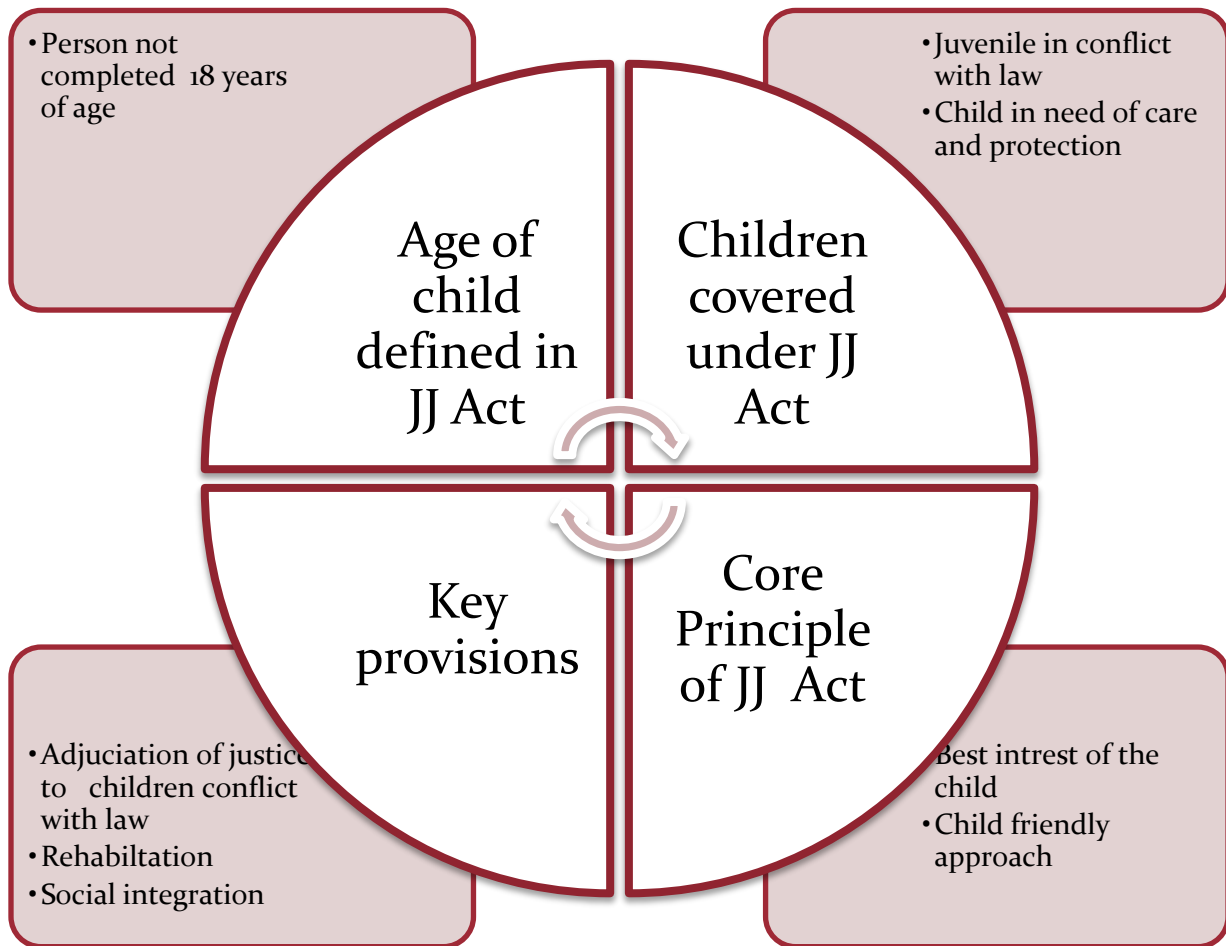 •Person not
completed 18 years
of age
•Juvenile in conflict
with law
•Child in need of care
and protection
Age of
child
defined in
JJ Act
Children
covered
under JJ
Act
Key
provisions
Core
Principle
of JJ Act
•Adjuciation of justice
to children conflict
with law
•Rehabiltation
•Social integration
Best intrest of the
child
•Child friendly
approach